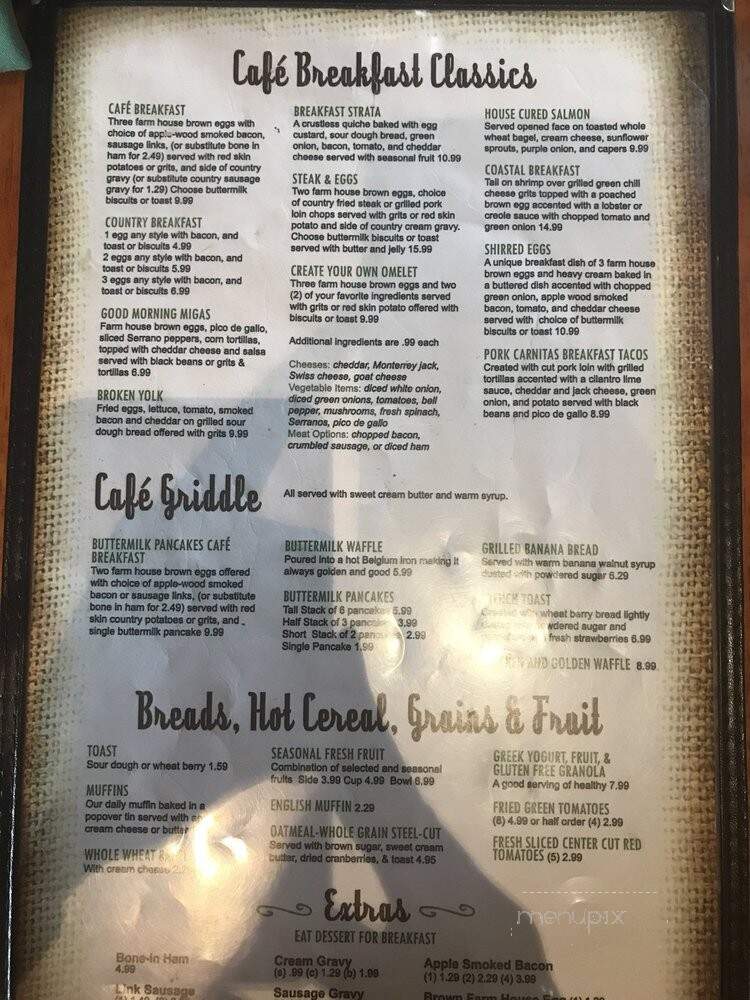 Café Breakfast Classics
CAFÉ BREAKFAST
Three farm house brown eggs with
choice of apple-wood smoked bacon,
sausage links, (or substitute bone in
ham for 2.49) served with red skin
potatoes or grits, and side of country
gravy (or substitute country sausage
gravy for 1.29) Choose buttermilk
biscuits or toast 9.99
COUNTRY BREAKFAST
1 egg any style with bacon, and
toast or biscuits 4.99
2 eggs any style with bacon, and
toast or biscuits 5.99
3 eggs any style with bacon, and
toast or biscuits 6.99
GOOD MORNING MIGAS
Farm house brown eggs, pico de gallo,
sliced Serrano peppers, corn tortillas,
topped with cheddar cheese and salsa
served with black beans or grits &
tortillas 6.99
BROKEN YOLK
Fried eggs, lettuce, tomato, smoked
bacon and cheddar on grilled sour
dough bread offered with grits 9.99
BREAKFAST STRATA
A crustless quiche baked with egg
custard, sour dough bread, green
onion, bacon, tomato, and cheddar
cheese served with seasonal fruit 10.99
STEAK & EGGS
Two farm house brown eggs, choice
of country fried steak or grilled pork
loin chops served with grits or red skin
potato and side of country cream gravy.
Choose buttermilk biscuits or toast
served with butter and jelly 15.99
CREATE YOUR OWN OMELET
Three farm house brown eggs and two
(2) of your favorite ingredients served
with grits or red skin potato offered with
biscuits or toast 9.99
Additional ingredients are .99 each
Cheeses: cheddar, Monterrey jack,
Swiss cheese, goat cheese
Vegetable Items: diced white onion,
diced green onions, tomatoes, bell
pepper, mushrooms, fresh spinach,
Serranos, pico de gallo
Meat Options: chopped bacon,
crumbled sausage, or diced ham
HOUSE CURED SALMON
Served opened face on toasted whole
wheat bagel, cream cheese, sunflower
sprouts, purple onion, and capers 9.99
COASTAL BREAKFAST
Tail on shrimp over grilled green chili
cheese grits topped with a poached
brown egg accented with a lobster or
creole sauce with chopped tomato and
green onion 14.99
SHIRRED EGGS
A unique breakfast dish of 3 farm house
brown eggs and heavy cream baked in
a buttered dish accented with chopped
green onion, apple wood smoked
bacon, tomato, and cheddar cheese
served with choice of buttermilk
biscuits or toast 10.99
PORK CARNITAS BREAKFAST TACOS
Created with cut pork loin with grilled
tortillas accented with a cilantro lime
sauce, cheddar and jack cheese, green
onion, and potato served with black
beans and pico de gallo 8.99
Café Griddle
All served with sweet cream butter and warm syrup.
BUTTERMILK PANCAKES CAFÉ
BREAKFAST
Two farm house brown eggs offered
with choice of apple-wood smoked
bacon or sausage links, (or substitute
bone in ham for 2.49) served with red
skin country potatoes or grits, and
single buttermilk pancake 9.99
BUTTERMILK WAFFLE
Poured into a hot Belgium iron making it
always golden and good 5.99
BUTTERMILK PANCAKES
Tall Stack of 6 pancakes 5.99
Half Stack of 3 pancakes 3.99
Short Stack of 2 pancakes 2.99
Single Pancake 1.99
GRILLED BANANA BREAD
Served with warm banana walnut syrup
dusted with powdered sugar 6.29
TOAST
wheat berry bread lightly
powdered sugar and
fresh strawberries 6.99
AND GOLDEN WAFFLE 8.99
Breads, Hot Cereal, Grains & Fruit
TOAST
Sour dough or wheat berry 1.59
MUFFINS
Our daily muffin baked in a
popover tin served with
cream cheese or butter
WHOLE WHEAT
With cream cheese
SEASONAL FRESH FRUIT
Combination of selected and seasonal
fruits Side 3.99 Cup 4.99 Bowl 6.99
ENGLISH MUFFIN 2.29
OATMEAL-WHOLE GRAIN STEEL-CUT
Served with brown sugar, sweet cream
butter, dried cranberries, & toast 4.95
GREEK YOGURT, FRUIT, &
GLUTEN FREE GRANOLA
A good serving of healthy 7.99
FRIED GREEN TOMATOES
(8) 4.99 or half order (4) 2.99
FRESH SLICED CENTER CUT RED
TOMATOES (5) 2.99
Extras
EAT DESSERT FOR BREAKFAST
Bone-in Ham
4.99
Link Sausage
Cream Gravy
(s) .99 (c) 1.29 (b) 1.99
Sausage Gravy
Apple Smoked Bacon
(1) 1.29 (2) 2.29 (4) 3.99
Brown Farm House Egg
menupix